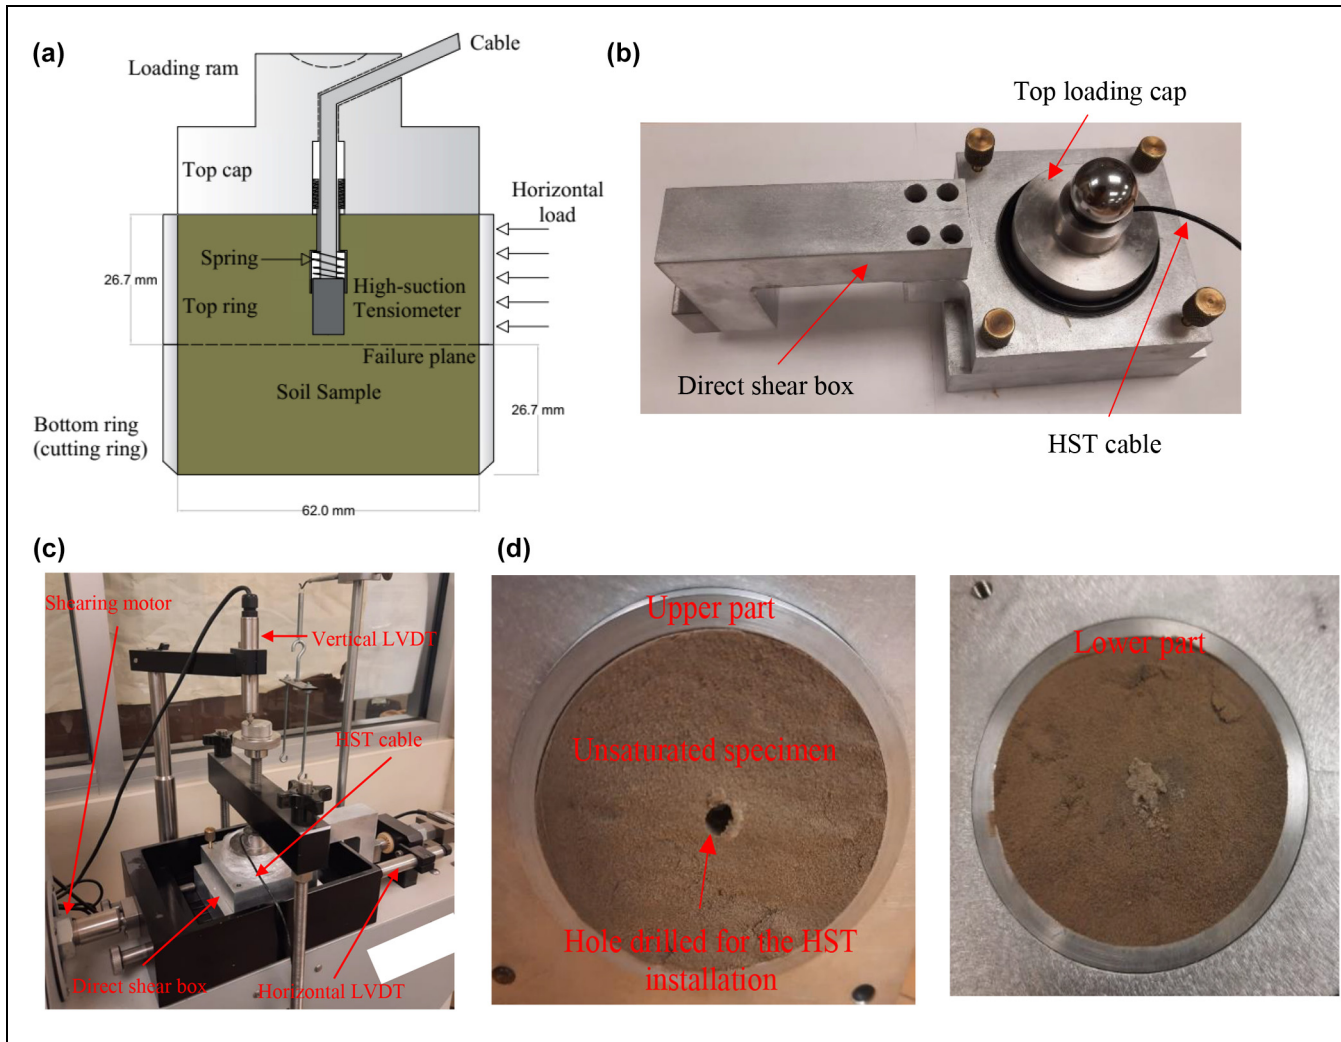 (a)
Cable
Loading ram
Top cap
Horizontal
load
Spring
26.7 mm
High-suction
Tensiometer
Top ring
Failure plane
Soil Sample
26.7 mm
Bottom ring
(cutting ring)
62.0 mm
(b)
Top loading cap
Direct shear box
HST cable
(c)
Shearing motor
Vertical LVDT
HST cable
Direct shear box
Horizontal LVDT
(d)
Upper part
Unsaturated specimen
Hole drilled for the HST
installation
Lower part